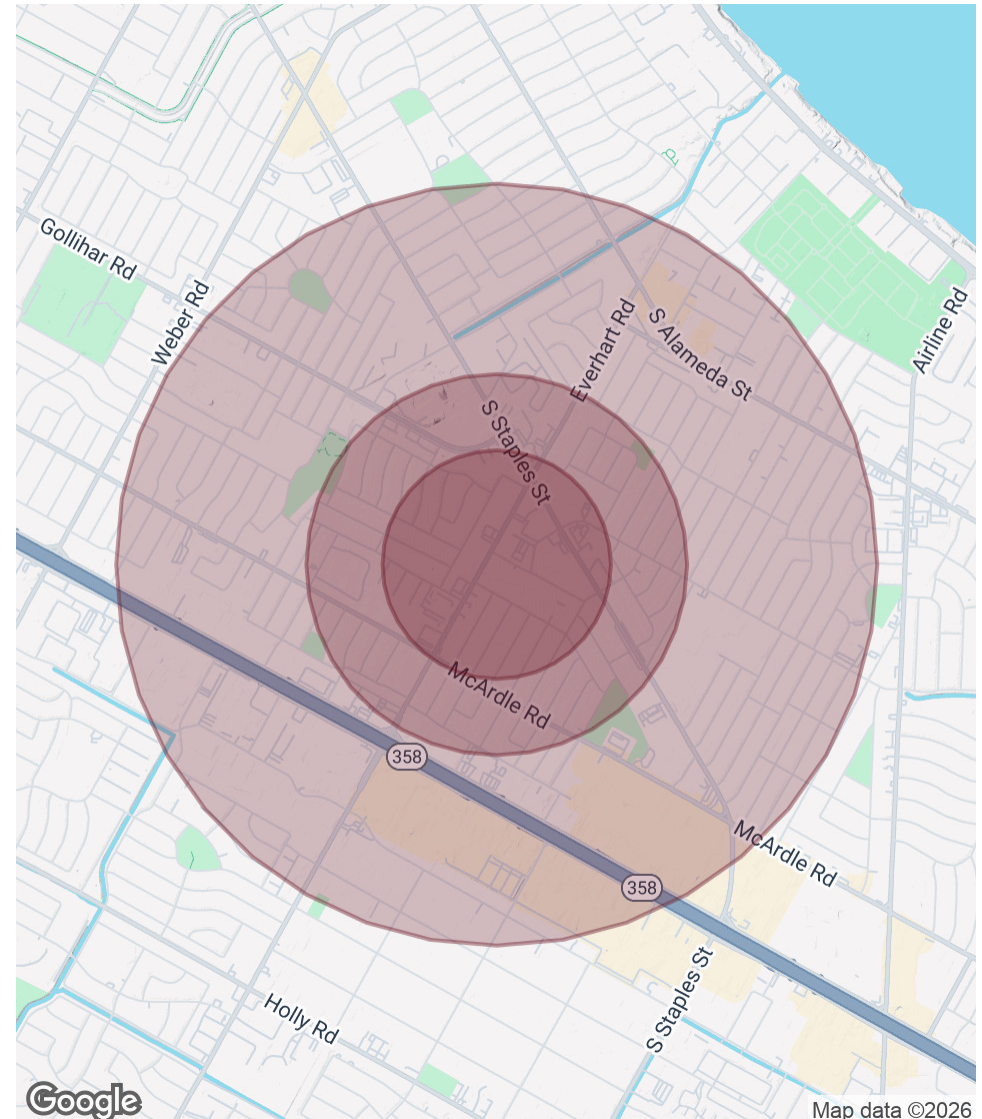 Gollihar Rd
Weber Rd
Everhart Rd
S Alameda St
Airline Rd
S Staples St
McArdle Rd
358
McArdle Rd
358
S Staples St
Holly Rd
Google
Map data ©2026